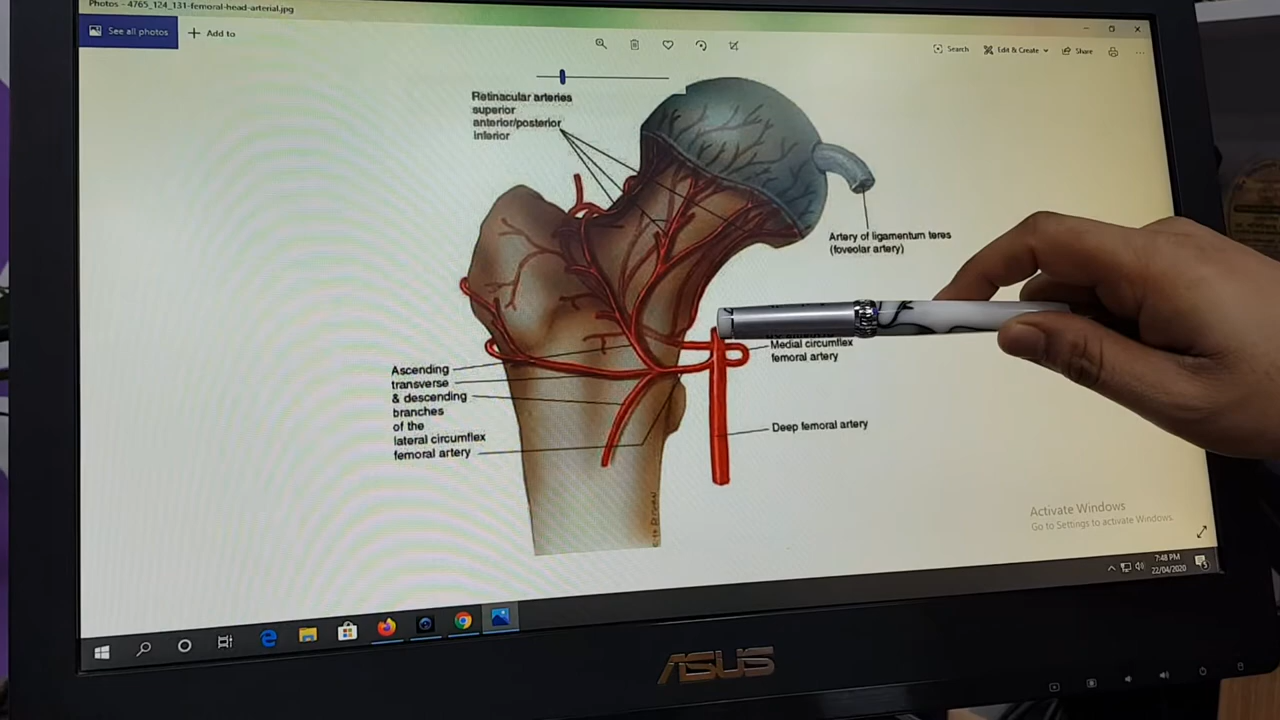 Photos - 4765_124_131-femoral-head-arterial.jpg
See all photos
Add to
Search
Edit & Create
Share
Retinacular arteries
superior
anterior/posterior
inferior
Artery of ligamentum teres
(foveolar artery)
Medial circumflex
femoral artery
Ascending
transverse
& descending
branches
of the
lateral circumflex
femoral artery
Deep femoral artery
Activate Windows
Go to Settings to activate Windows.
7:48 PM
22/04/2020
ASUS